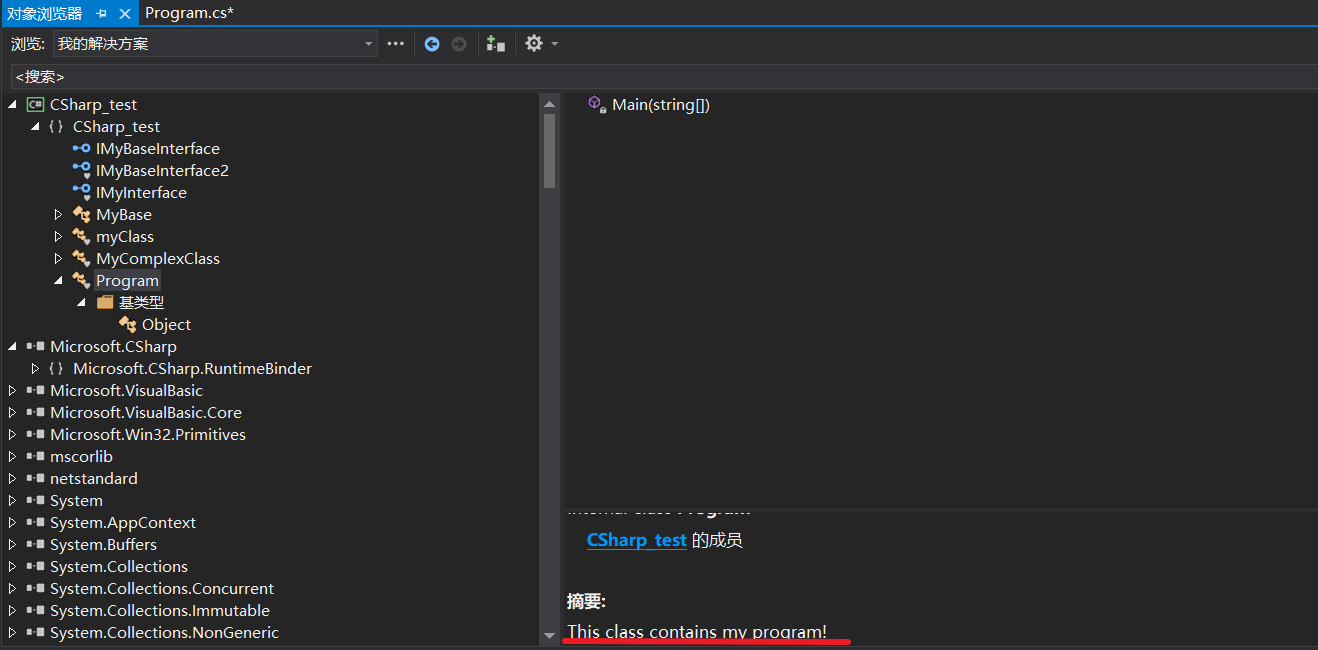 对象浏览器
Program.cs*
浏览:
我的解决方案
<搜索>
CSharp_test
CSharp_test
IMyBaseInterface
IMyBaseInterface2
IMyInterface
MyBase
myClass
MyComplexClass
Program
基类型
Object
Microsoft.CSharp
Microsoft.CSharp.RuntimeBinder
Microsoft.VisualBasic
Microsoft.VisualBasic.Core
Microsoft.Win32.Primitives
mscorlib
netstandard
System
System.AppContext
System.Buffers
System.Collections
System.Collections.Concurrent
System.Collections.Immutable
System.Collections.NonGeneric
Main(string[])
CSharp_test 的成员
摘要:
This class contains my program!